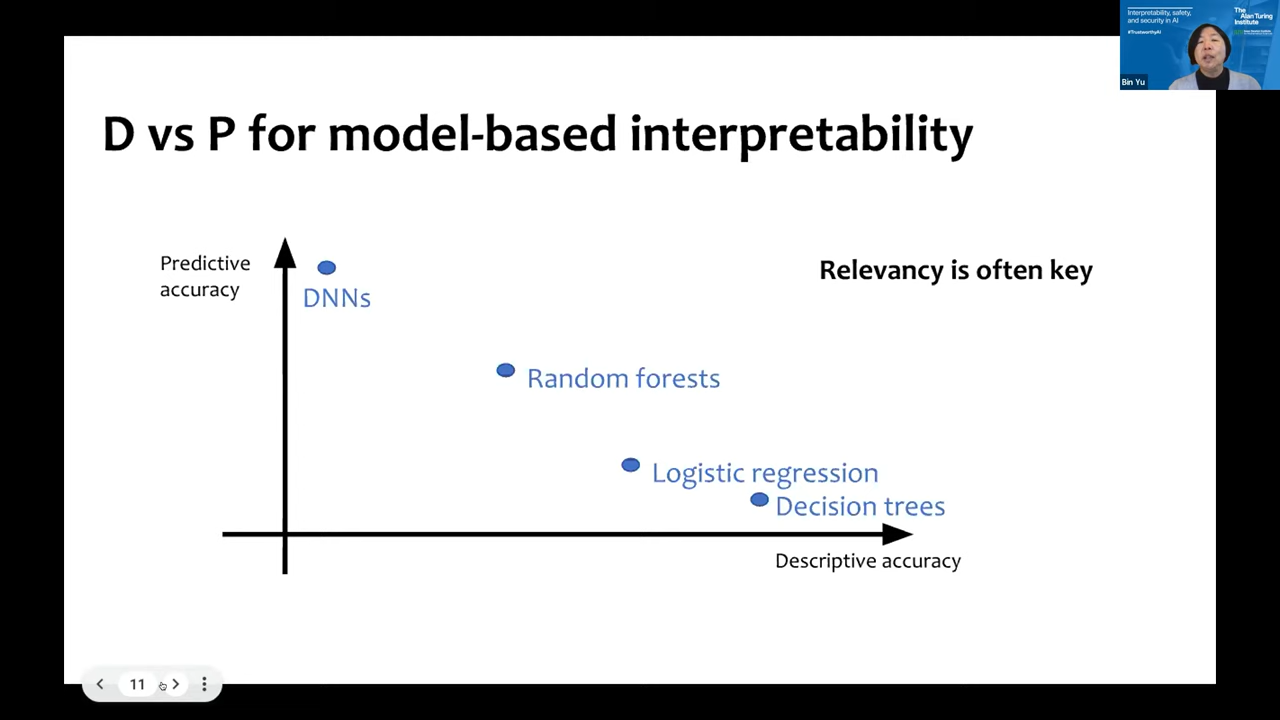 Interpretability, safety,
and security in AI
#TrustworthyAI
The
Alan Turing
Institute
Bin Yu
D vs P for model-based interpretability
Predictive
accuracy
Relevancy is often key
DNNs
Random forests
Logistic regression
Decision trees
Descriptive accuracy
11